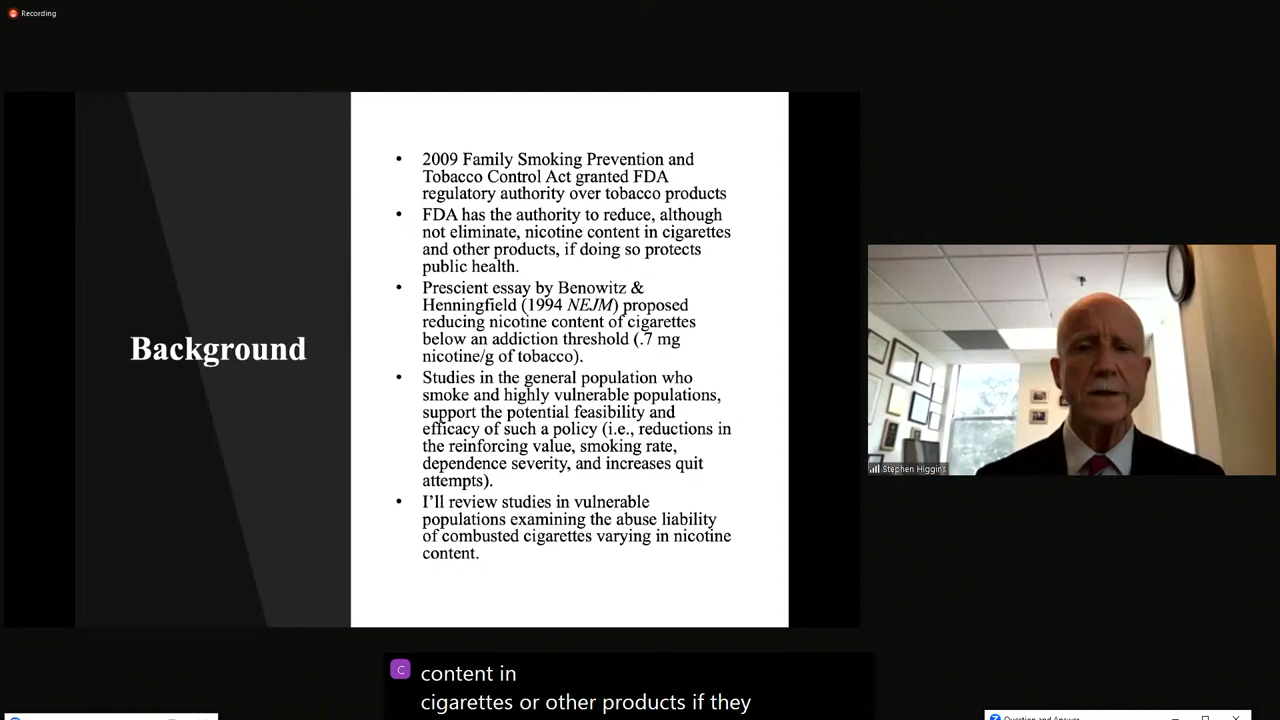 Recording
Background
• 2009 Family Smoking Prevention and
Tobacco Control Act granted FDA
regulatory authority over tobacco products
• FDA has the authority to reduce, although
not eliminate, nicotine content in cigarettes
and other products, if doing so protects
public health.
• Prescient essay by Benowitz &
Henningfield (1994 NEJM) proposed
reducing nicotine content of cigarettes
below an addiction threshold (.7 mg
nicotine/g of tobacco).
• Studies in the general population who
smoke and highly vulnerable populations,
support the potential feasibility and
efficacy of such a policy (i.e., reductions in
the reinforcing value, smoking rate,
dependence severity, and increases quit
attempts).
• I'll review studies in vulnerable
populations examining the abuse liability
of combusted cigarettes varying in nicotine
content.
Stephen Higgins
C
content in
cigarettes or other products if they
Question and Answer